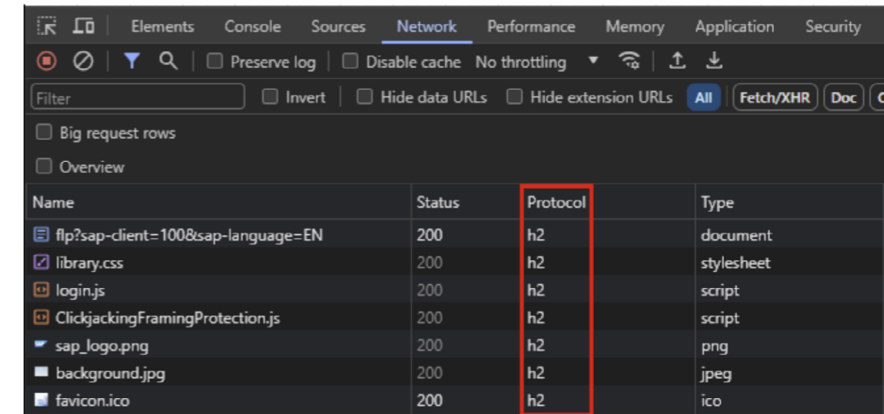 Elements Console Sources Network Performance Memory Application Security
Preserve log Disable cache No throttling
Filter Invert Hide data URLs Hide extension URLs All Fetch/XHR Doc
Big request rows
Overview
Name Status Protocol Type
flp?sap-client=100&sap-language=EN 200 h2 document
library.css 200 h2 stylesheet
login.js 200 h2 script
ClickjackingFramingProtection.js 200 h2 script
sap_logo.png 200 h2 png
background.jpg 200 h2 jpeg
favicon.ico 200 h2 ico